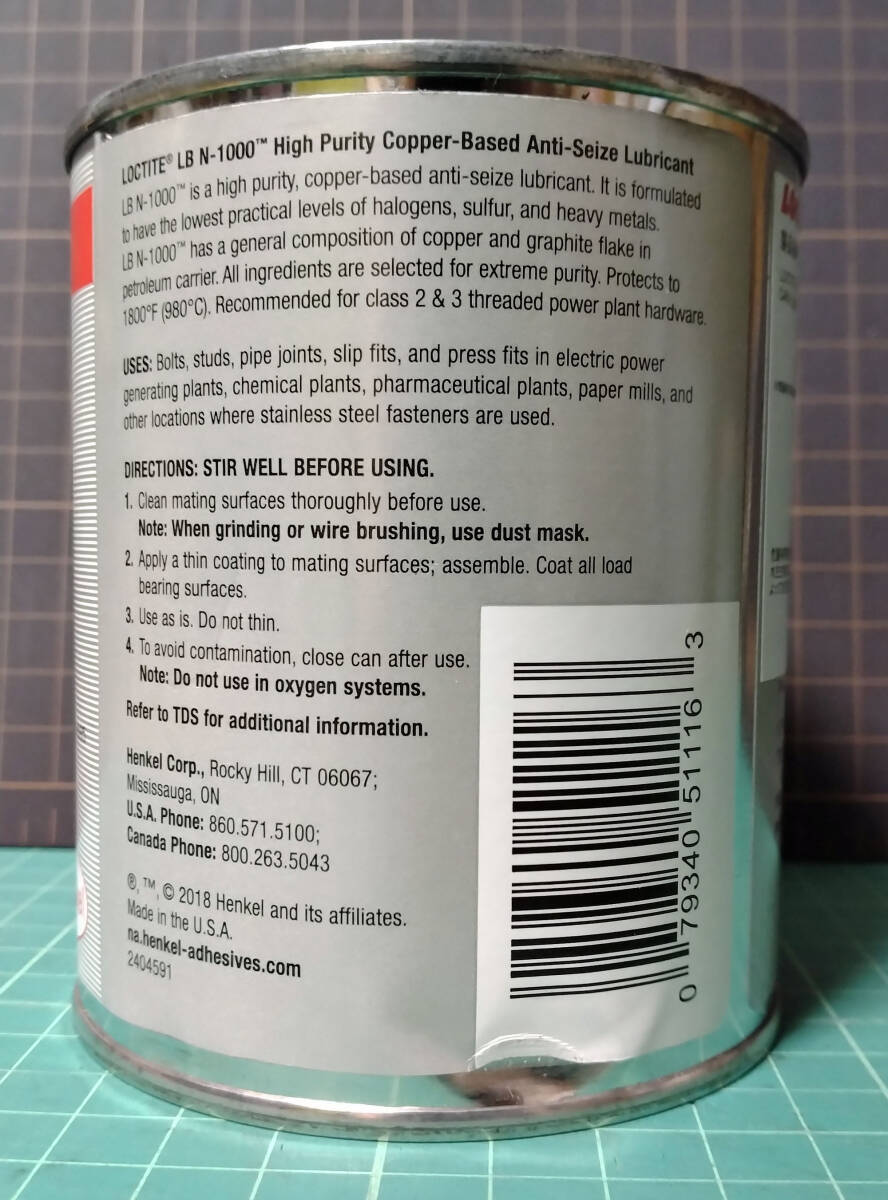 LOCTITE® LB N-1000™ High Purity Copper-Based Anti-Seize Lubricant
LB N-1000™ is a high purity, copper-based anti-seize lubricant. It is formulated
to have the lowest practical levels of halogens, sulfur, and heavy metals.
LB N-1000™ has a general composition of copper and graphite flake in
petroleum carrier. All ingredients are selected for extreme purity. Protects to
1800°F (980°C). Recommended for class 2 & 3 threaded power plant hardware.
USES: Bolts, studs, pipe joints, slip fits, and press fits in electric power
generating plants, chemical plants, pharmaceutical plants, paper mills, and
other locations where stainless steel fasteners are used.
DIRECTIONS: STIR WELL BEFORE USING.
1. Clean mating surfaces thoroughly before use.
Note: When grinding or wire brushing, use dust mask.
2. Apply a thin coating to mating surfaces; assemble. Coat all load
bearing surfaces.
3. Use as is. Do not thin.
4. To avoid contamination, close can after use.
Note: Do not use in oxygen systems.
Refer to TDS for additional information.
Henkel Corp., Rocky Hill, CT 06067;
Mississauga, ON
U.S.A. Phone: 860.571.5100;
Canada Phone: 800.263.5043
®, ™, © 2018 Henkel and its affiliates.
Made in the U.S.A.
na.henkel-adhesives.com
2404591
0 79340 51116 3